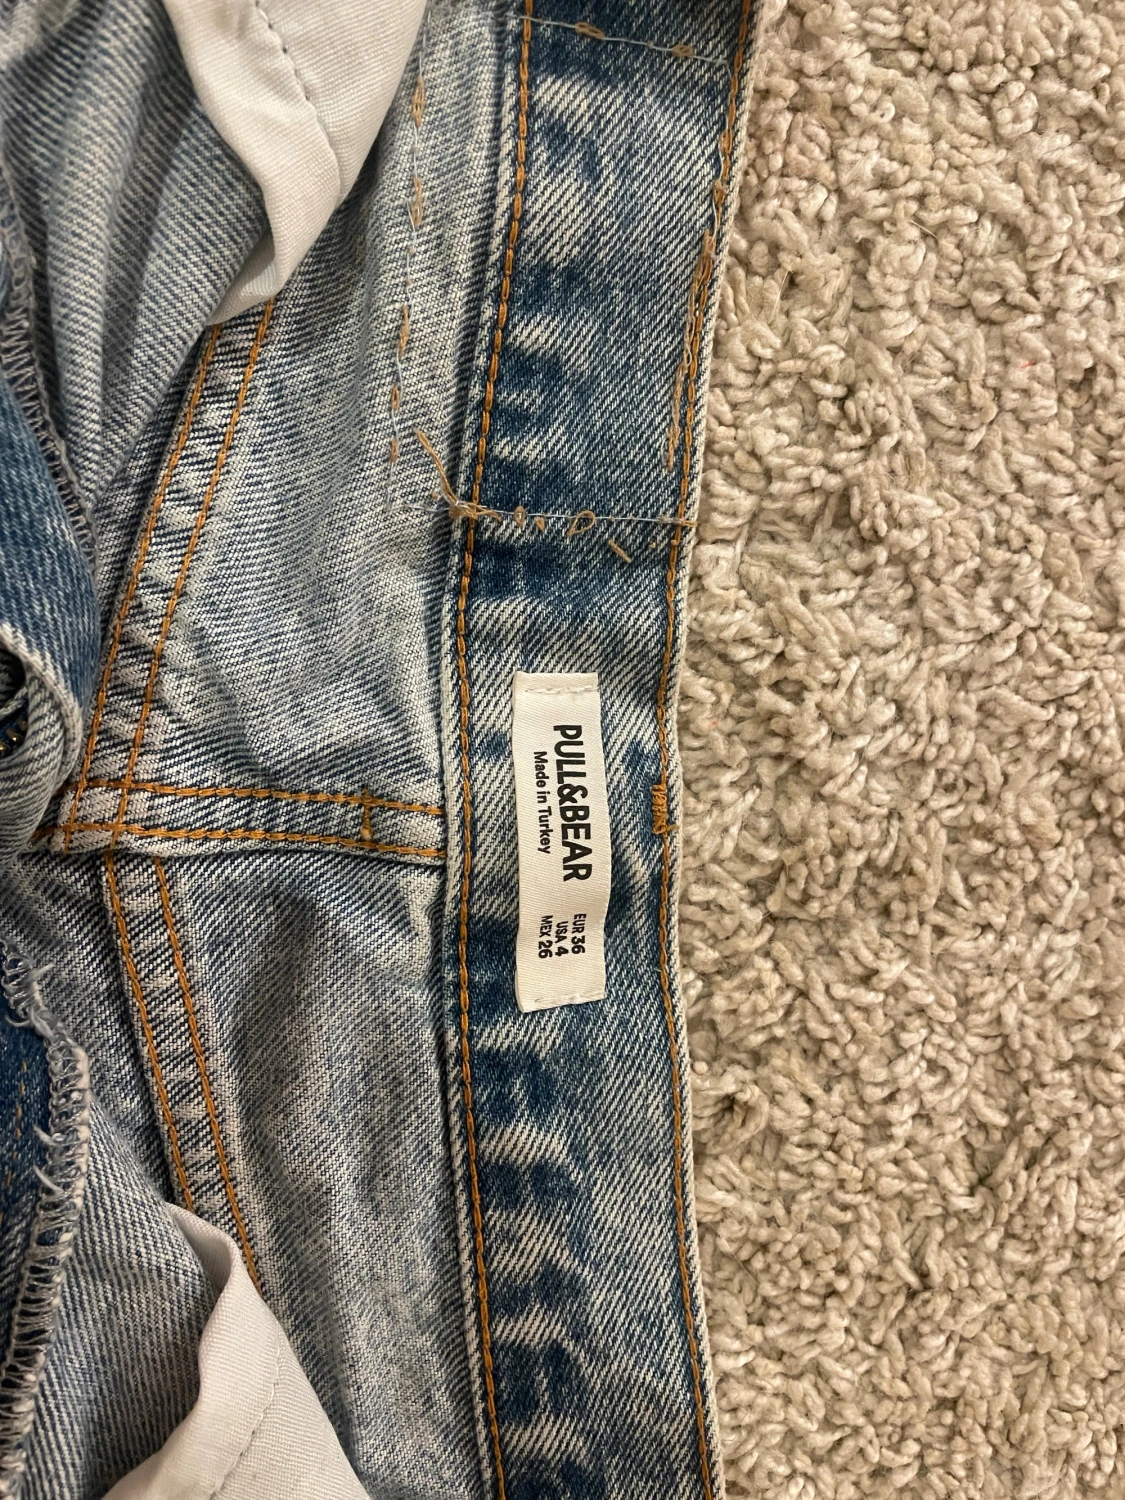 PULL&BEAR
Made in Turkey
EUR 36
USA 4
MEX 26